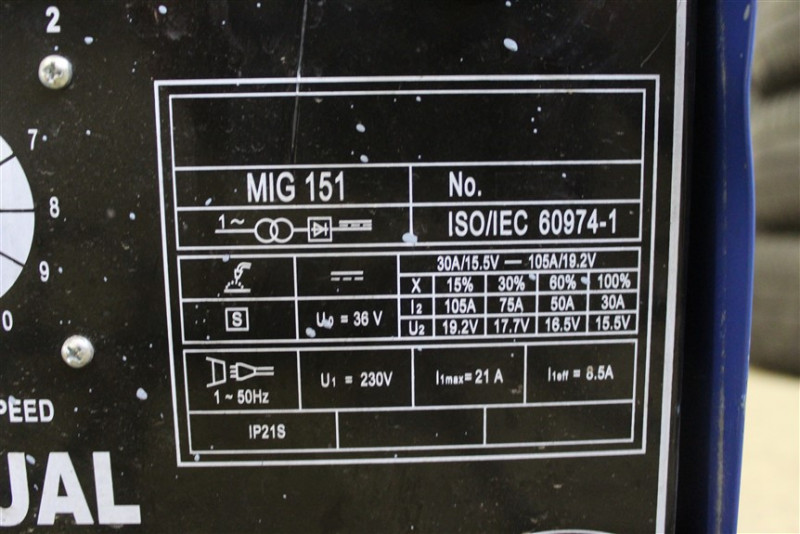 2
7
8
9
0
PEED
UAL
MIG 151 No.
1~ ISO/IEC 60974-1
30A/15.5V — 105A/19.2V
X 15% 30% 60% 100%
I2 105A 75A 50A 30A
S U0 = 36 V
U2 19.2V 17.7V 16.5V 15.5V
1 ~ 50Hz U1 = 230V I1max=21 A I1eff = 8.5A
IP21S